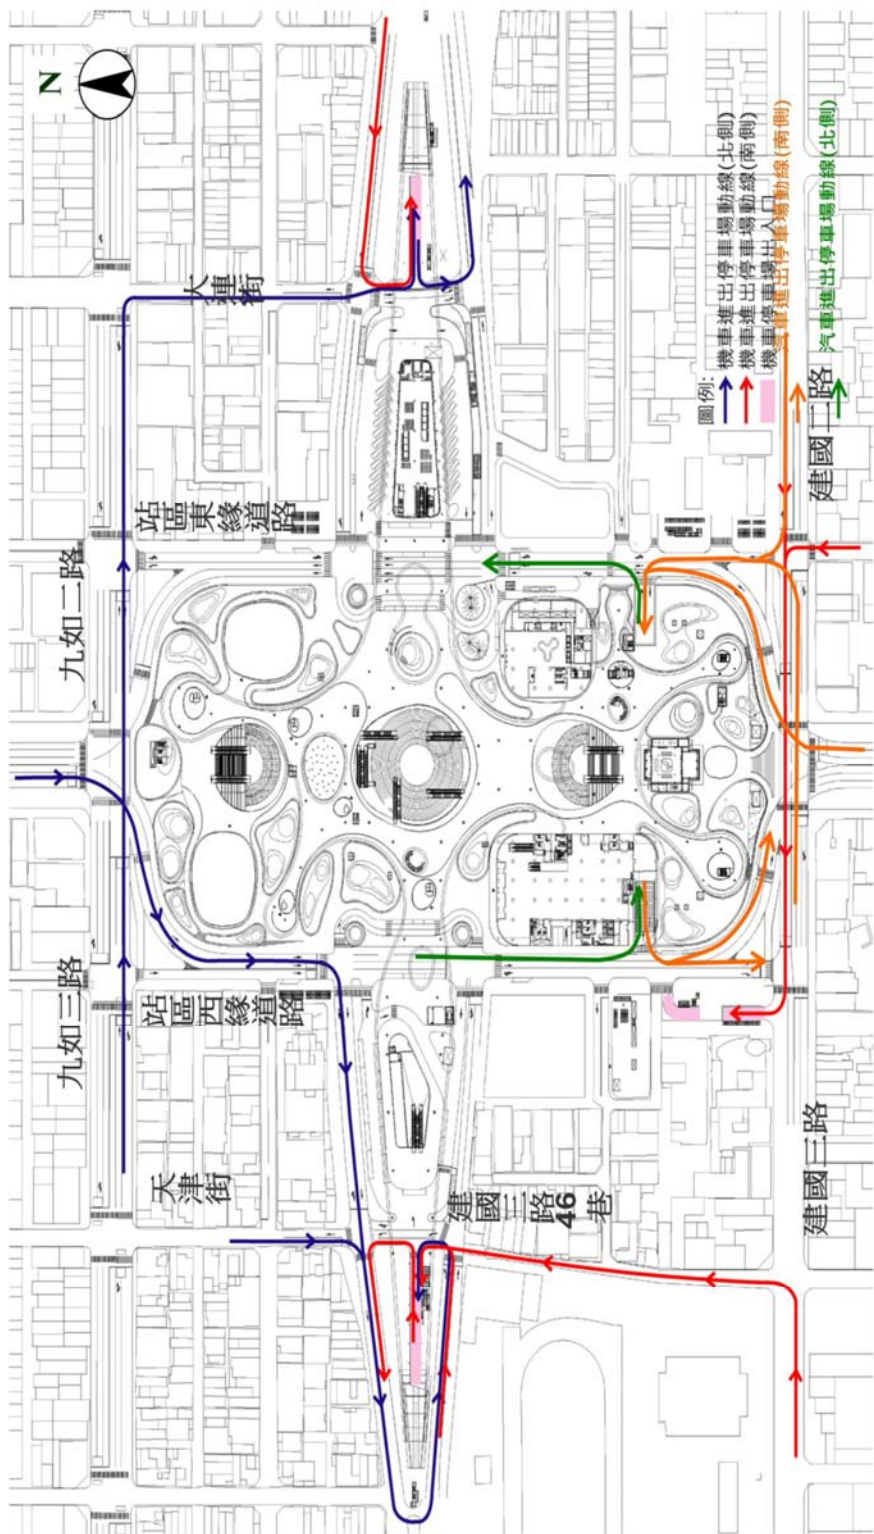 N
九如三路
九如二路
天津街
站區西緣道路
站區東緣道路
大連街
建國三路46巷
圖例:
機車進出停車場動線(北側)
機車進出停車場動線(南側)
機車停車場出入口
汽車進出停車場動線(南側)
汽車進出停車場動線(北側)
建國三路
建國二路